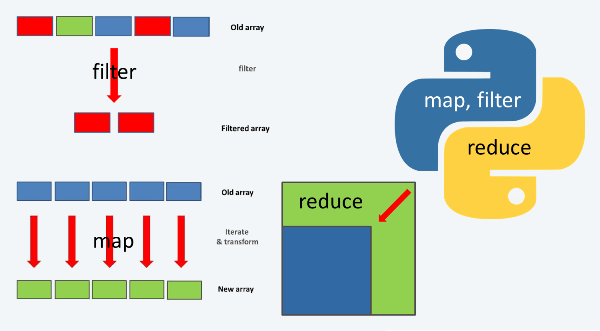 Old array
filter
filter
Filtered array
map, filter
reduce
Old array
reduce
map
Iterate
& transform
New array